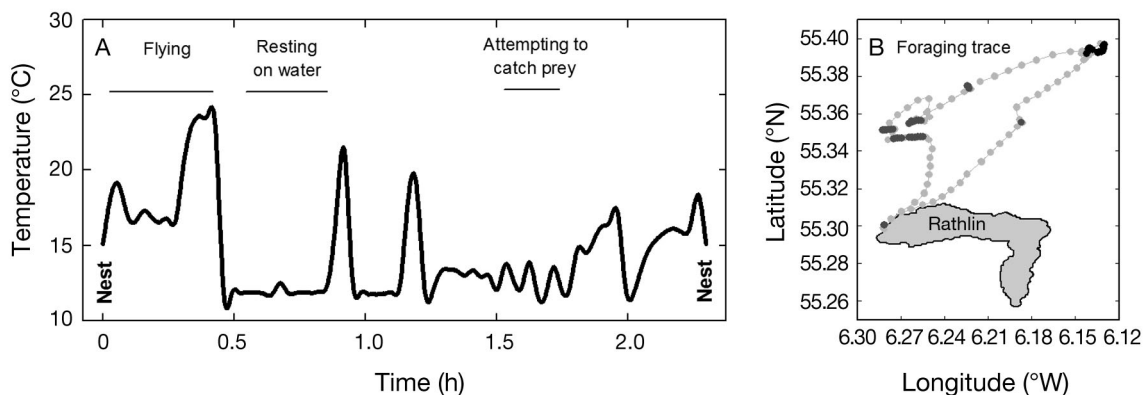 A
Flying
Resting
on water
Attempting to
catch prey
30
25
20
15
10
Temperature (°C)
Nest
Nest
0
0.5
1.0
1.5
2.0
Time (h)
B
Foraging trace
55.40
55.38
55.36
55.34
55.32
55.30
55.28
55.26
Latitude (°N)
Rathlin
6.30
6.27
6.24
6.21
6.18
6.15
6.12
Longitude (°W)